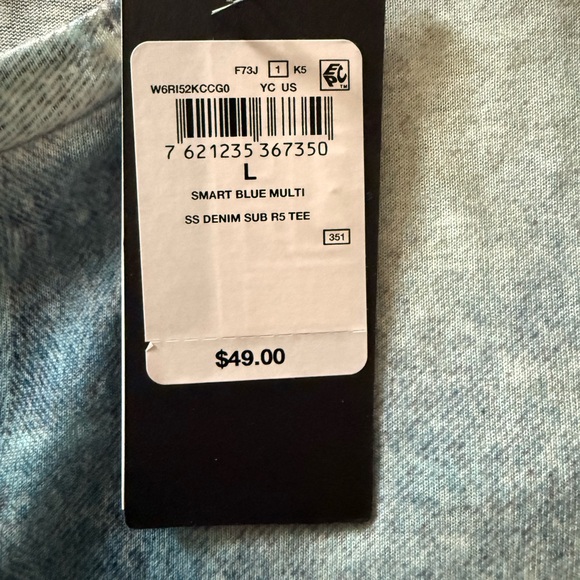 F73J 1 K5 EPC™
W6RI52KCCG0 YC US
7 621235 367350
L
SMART BLUE MULTI
SS DENIM SUB R5 TEE
351
$49.00